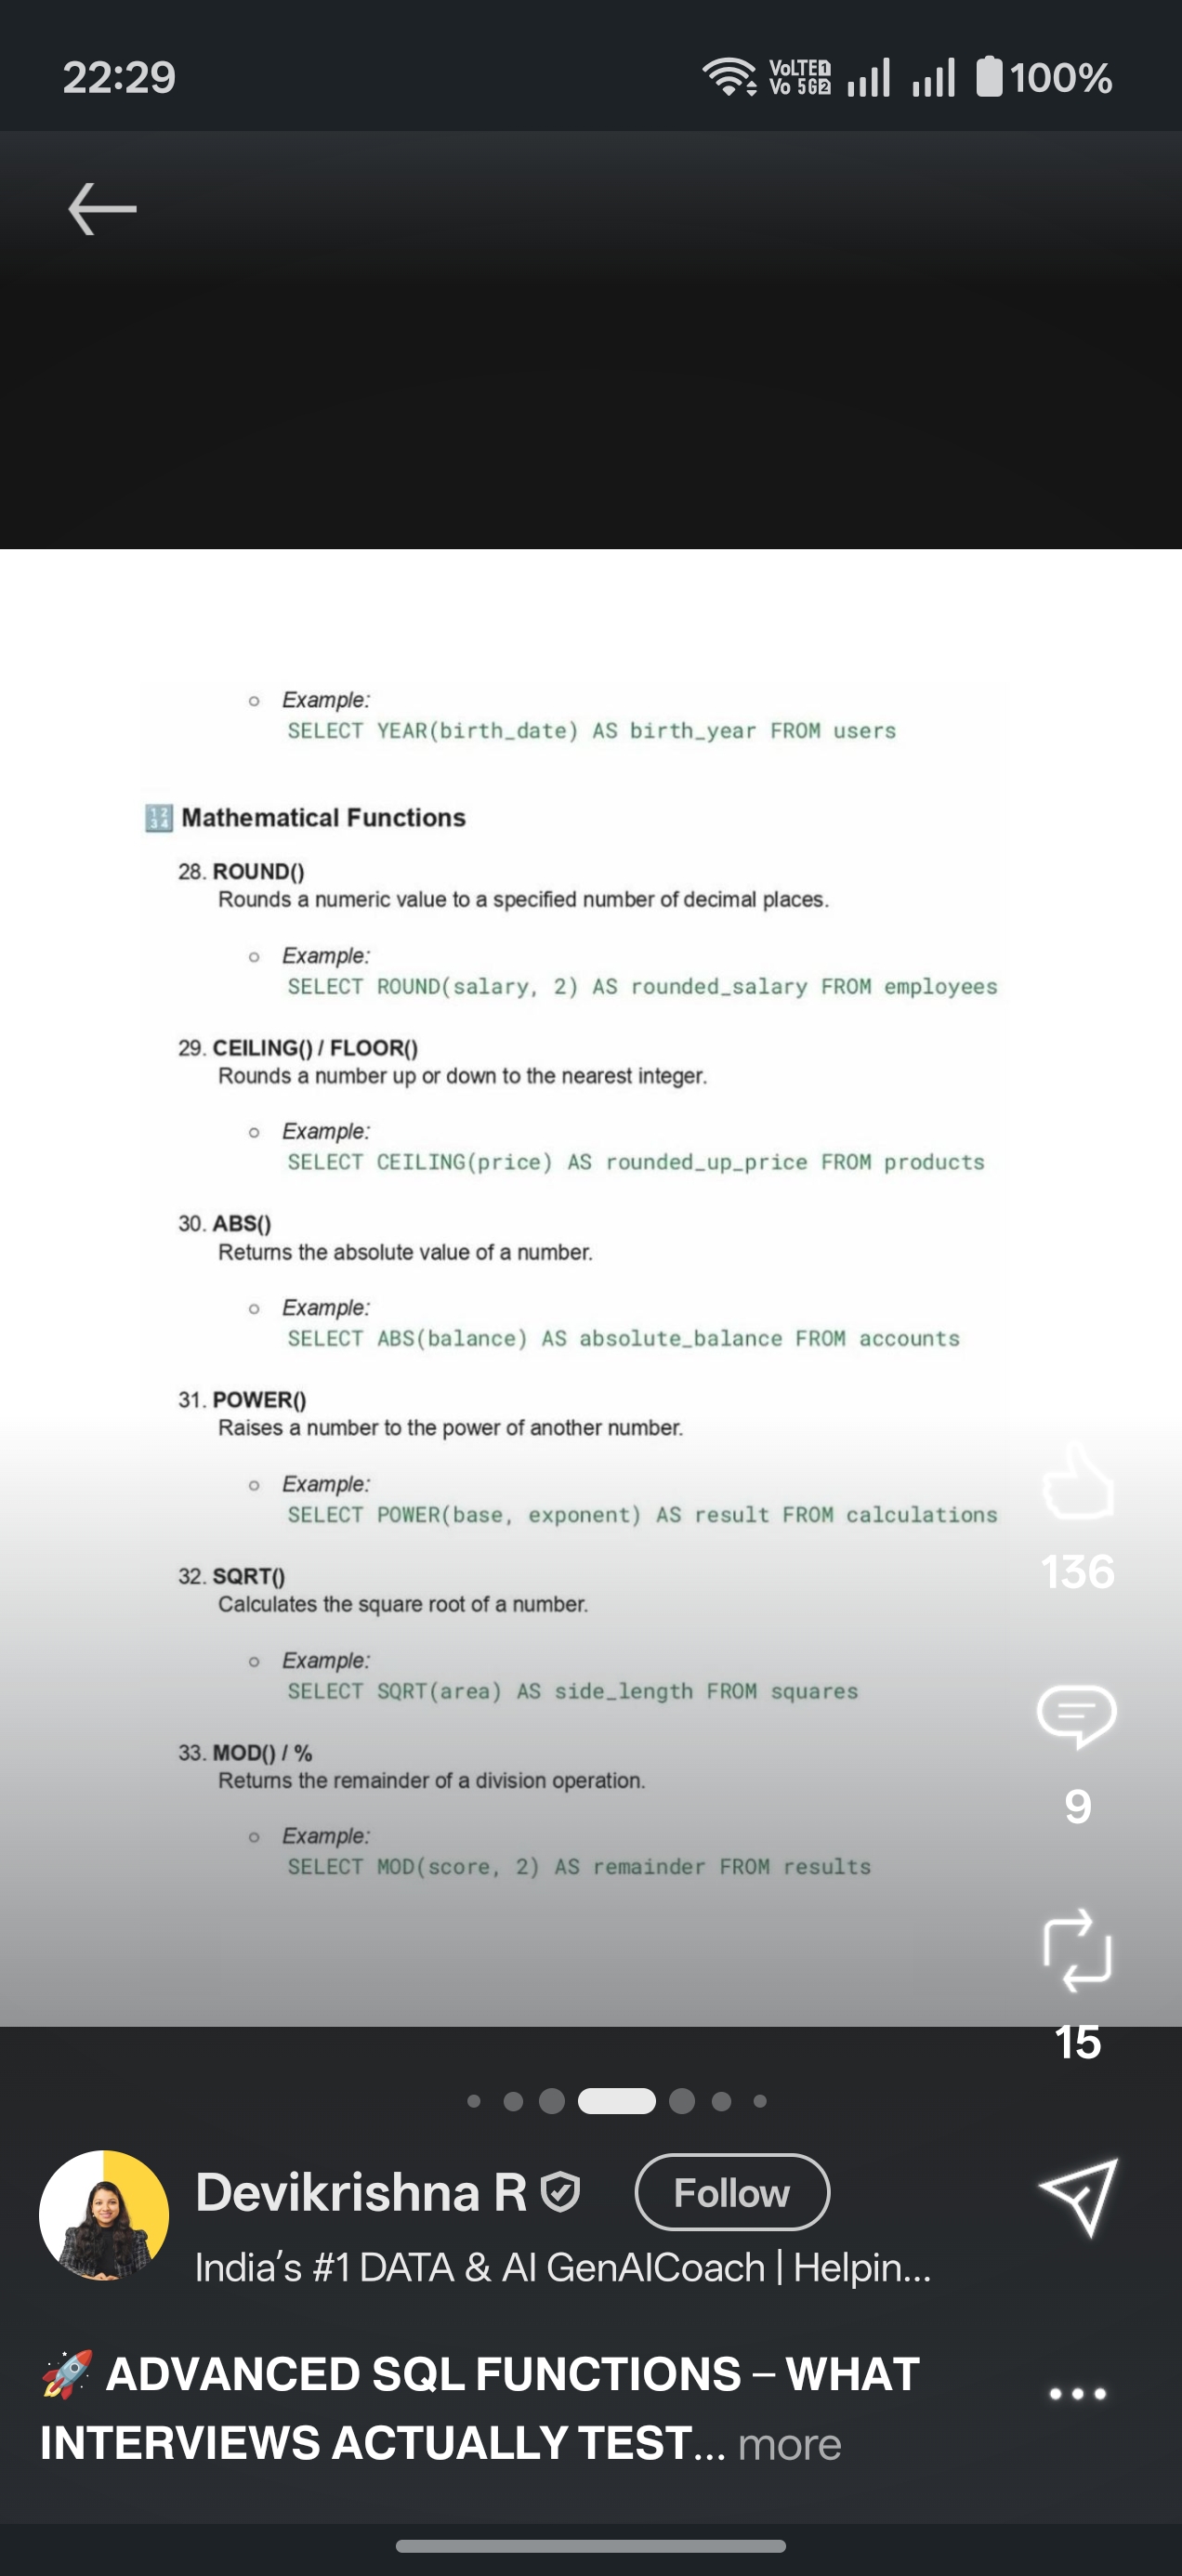 22:29
VoLTE1
Vo 5G2
100%
Example:
SELECT YEAR(birth_date) AS birth_year FROM users
1 2
3 4
Mathematical Functions
28. ROUND()
Rounds a numeric value to a specified number of decimal places.
Example:
SELECT ROUND(salary, 2) AS rounded_salary FROM employees
29. CEILING() / FLOOR()
Rounds a number up or down to the nearest integer.
Example:
SELECT CEILING(price) AS rounded_up_price FROM products
30. ABS()
Returns the absolute value of a number.
Example:
SELECT ABS(balance) AS absolute_balance FROM accounts
31. POWER()
Raises a number to the power of another number.
Example:
SELECT POWER(base, exponent) AS result FROM calculations
136
32. SQRT()
Calculates the square root of a number.
Example:
SELECT SQRT(area) AS side_length FROM squares
33. MOD() / %
Returns the remainder of a division operation.
9
Example:
SELECT MOD(score, 2) AS remainder FROM results
15
Devikrishna R
Follow
India’s #1 DATA & AI GenAICoach | Helpin...
🚀 ADVANCED SQL FUNCTIONS – WHAT
INTERVIEWS ACTUALLY TEST... more